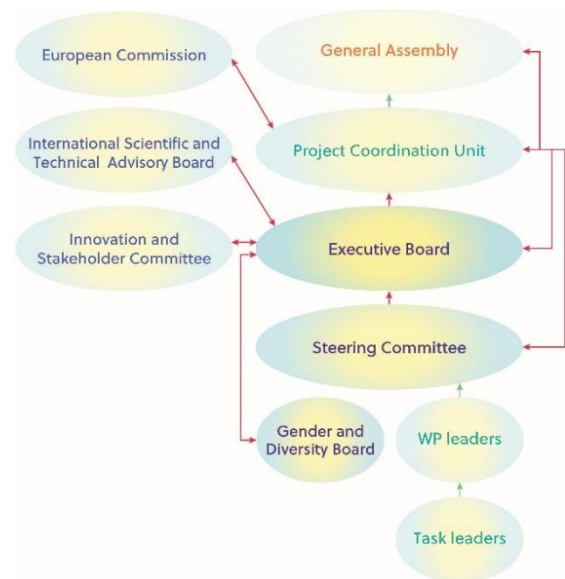 European Commission
General Assembly
International Scientific and
Technical Advisory Board
Project Coordination Unit
Innovation and
Stakeholder Committee
Executive Board
Steering Committee
Gender and
Diversity Board
WP leaders
Task leaders